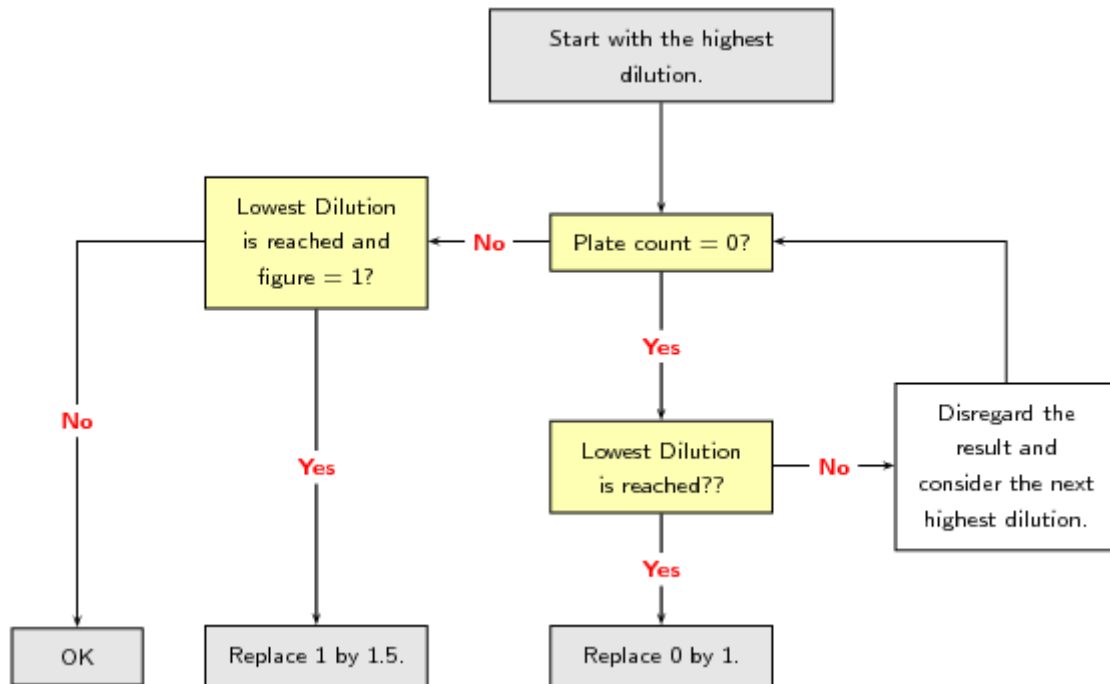 Start with the highest
dilution.
Lowest Dilution
is reached and
figure = 1?
No
Plate count = 0?
Yes
No
Disregard the
result and
consider the next
highest dilution.
Yes
Lowest Dilution
is reached??
No
Yes
OK
Replace 1 by 1.5.
Replace 0 by 1.